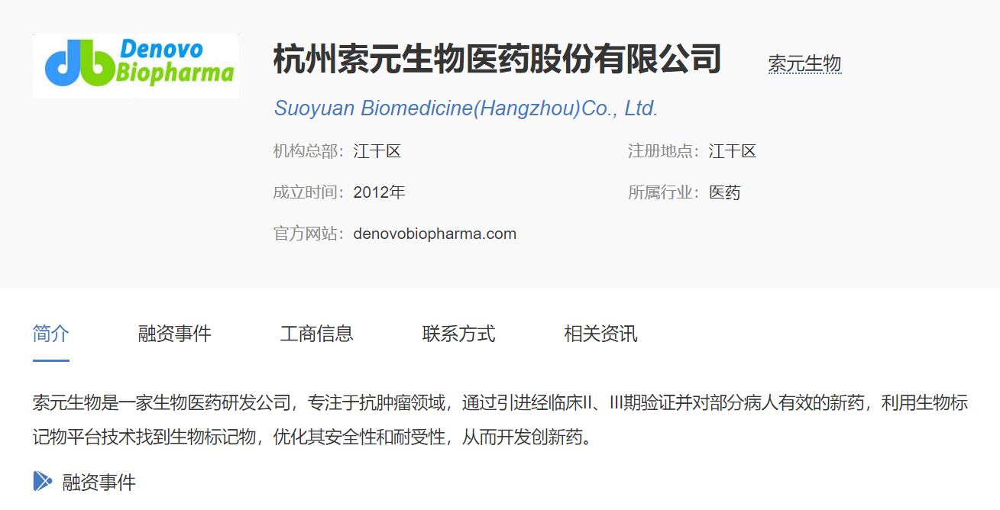 Denovo
Biopharma
杭州索元生物医药股份有限公司 索元生物
Suoyuan Biomedicine(Hangzhou)Co., Ltd.
机构总部：江干区 注册地点：江干区
成立时间：2012年 所属行业：医药
官方网站：denovobiopharma.com
简介 融资事件 工商信息 联系方式 相关资讯
索元生物是一家生物医药研发公司，专注于抗肿瘤领域，通过引进经临床II、III期验证并对部分病人有效的新药，利用生物标
记物平台技术找到生物标记物，优化其安全性和耐受性，从而开发创新药。
融资事件